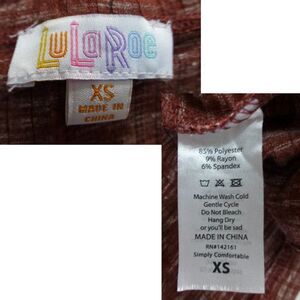 LuLaRoe
XS
MADE IN
CHINA
85% Polyester
9% Rayon
6% Spandex
Machine Wash Cold
Gentle Cycle
Do Not Bleach
Hang Dry
or you'll be sad
MADE IN CHINA
RN#142161
Simply Comfortable
XS